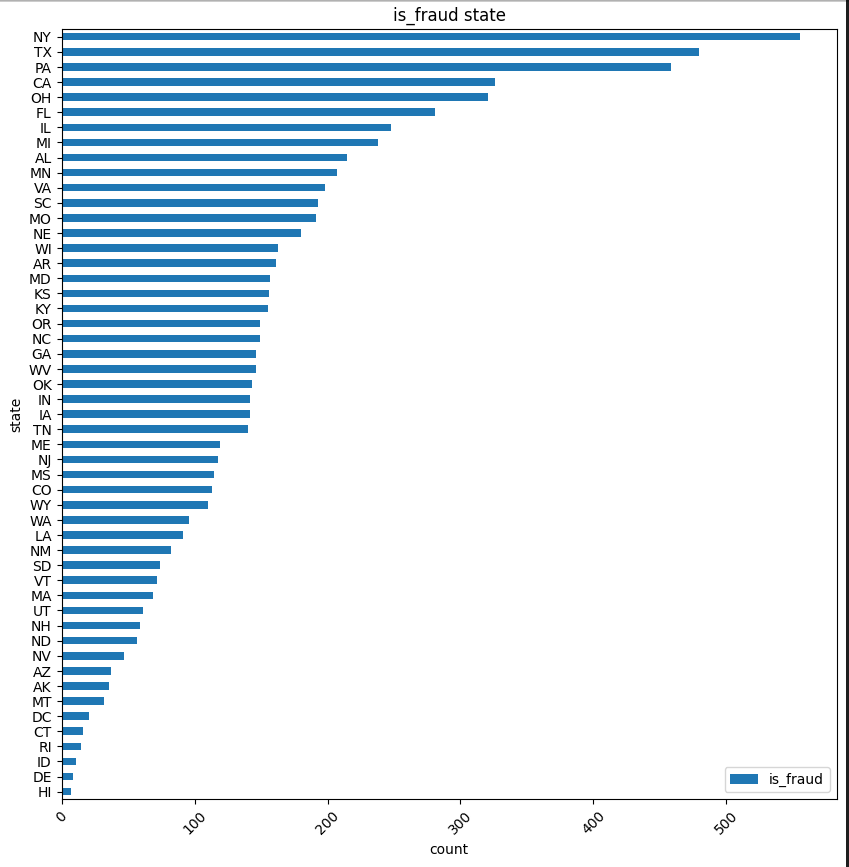 is_fraud state
NY
TX
PA
CA
OH
FL
IL
MI
AL
MN
VA
SC
MO
NE
WI
AR
MD
KS
KY
OR
NC
GA
WV
OK
IN
IA
TN
ME
NJ
MS
CO
WY
WA
LA
NM
SD
VT
MA
UT
NH
ND
NV
AZ
AK
MT
DC
CT
RI
ID
DE
HI
state
is_fraud
0 100 200 300 400 500
count